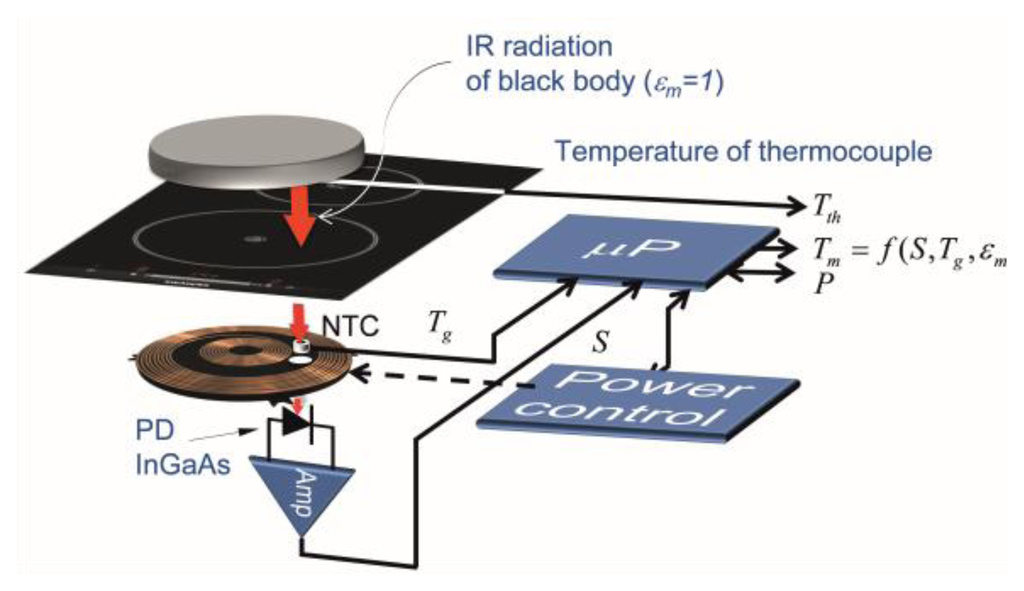 IR radiation
of black body (εm=1)
Temperature of thermocouple
Tth
μP
Tm = f(S,Tg,εm
P
NTC
Tg
S
Power
control
PD
InGaAs
Amp